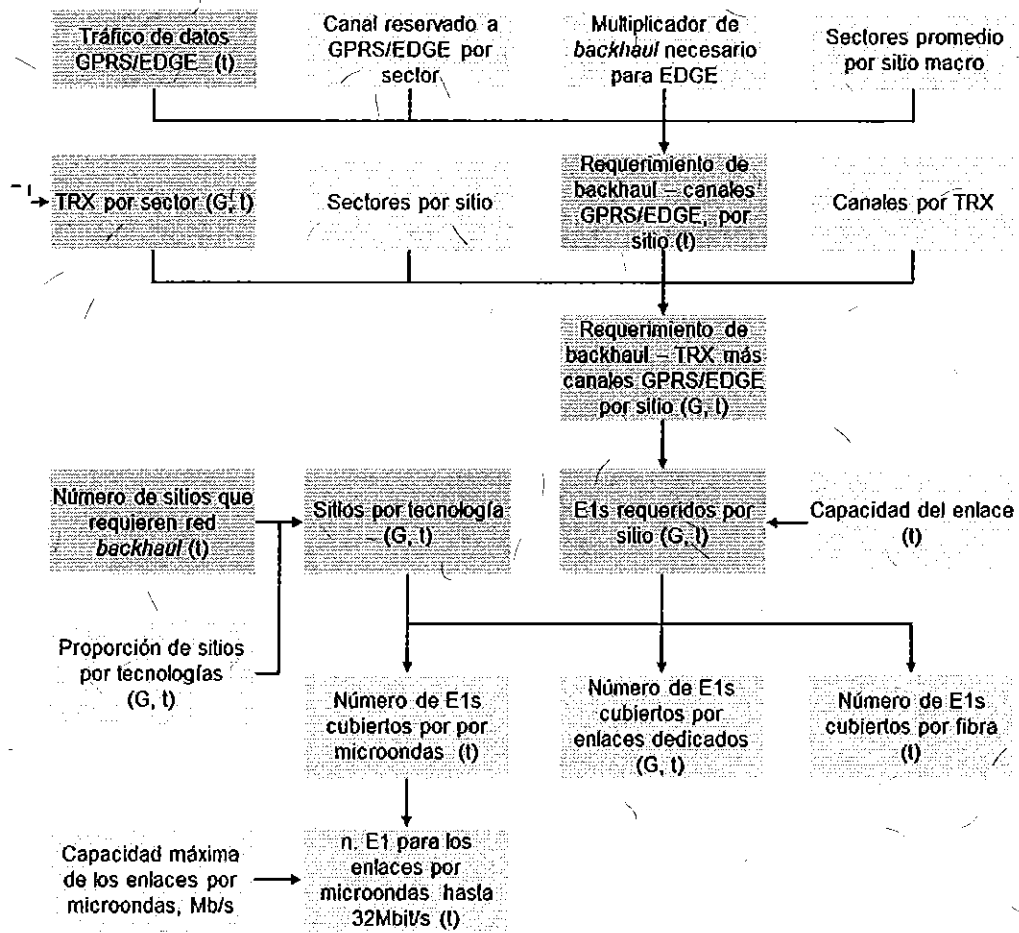 Tráfico de datos
GPRS/EDGE (t)
Canal reservado a
GPRS/EDGE por
sector
Multiplicador de
backhaul necesario
para EDGE
Sectores promedio
por sitio macro
TRX por sector (G, t)
Sectores por sitio
Requerimiento de
backhaul – canales
GPRS/EDGE, por
sitio (t)
Canales por TRX
Requerimiento de
backhaul – TRX más
canales GPRS/EDGE
por sitio (G, t)
Número de sitios que
requieren red
backhaul (t)
Sitios por tecnología
(G, t)
E1s requeridos por
sitio (G, t)
Capacidad del enlace
(t)
Proporción de sitios
por tecnologías
(G, t)
Número de E1s
cubiertos por por
microondas (t)
Número de E1s
cubiertos por
enlaces dedicados
(G, t)
Número de E1s
cubiertos por fibra
(t)
Capacidad máxima
de los enlaces por
microondas, Mb/s
n. E1 para los
enlaces por
microondas hasta
32Mbit/s (t)